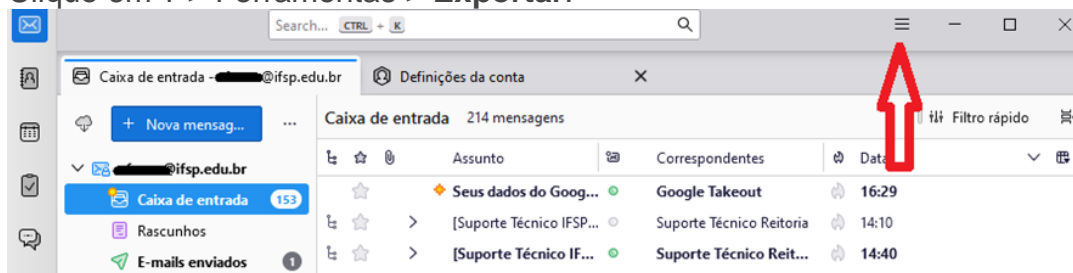 Clique em ≡ > Ferramentas > Exportar.
Search... CTRL + K
Caixa de entrada - @ifsp.edu.br Definições da conta
+ Nova mensag... Caixa de entrada 214 mensagens Filtro rápido
@ifsp.edu.br Assunto Correspondentes Data
Caixa de entrada 153 Seus dados do Goog... Google Takeout 16:29
Rascunhos [Suporte Técnico IFSP... Suporte Técnico Reitoria 14:10
E-mails enviados 1 [Suporte Técnico IF... Suporte Técnico Reit... 14:40